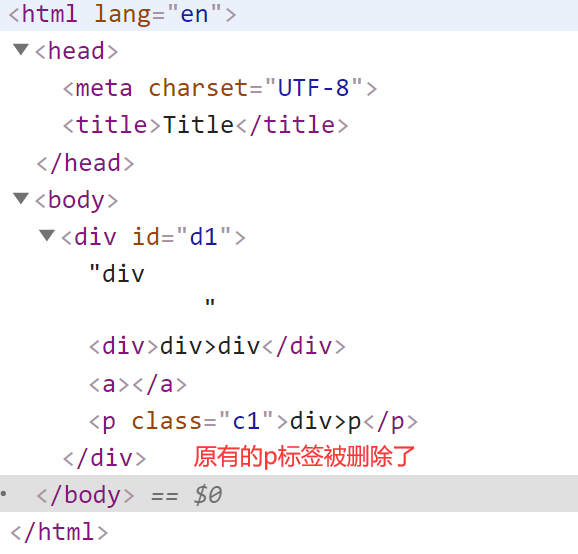 <html lang="en">
▼<head>
<meta charset="UTF-8">
<title>Title</title>
</head>
▼<body>
▼<div id="d1">
"div
"
<div>div>div</div>
<a></a>
<p class="c1">div>p</p>
</div> 原有的p标签被删除了
</body> == $0
</html>